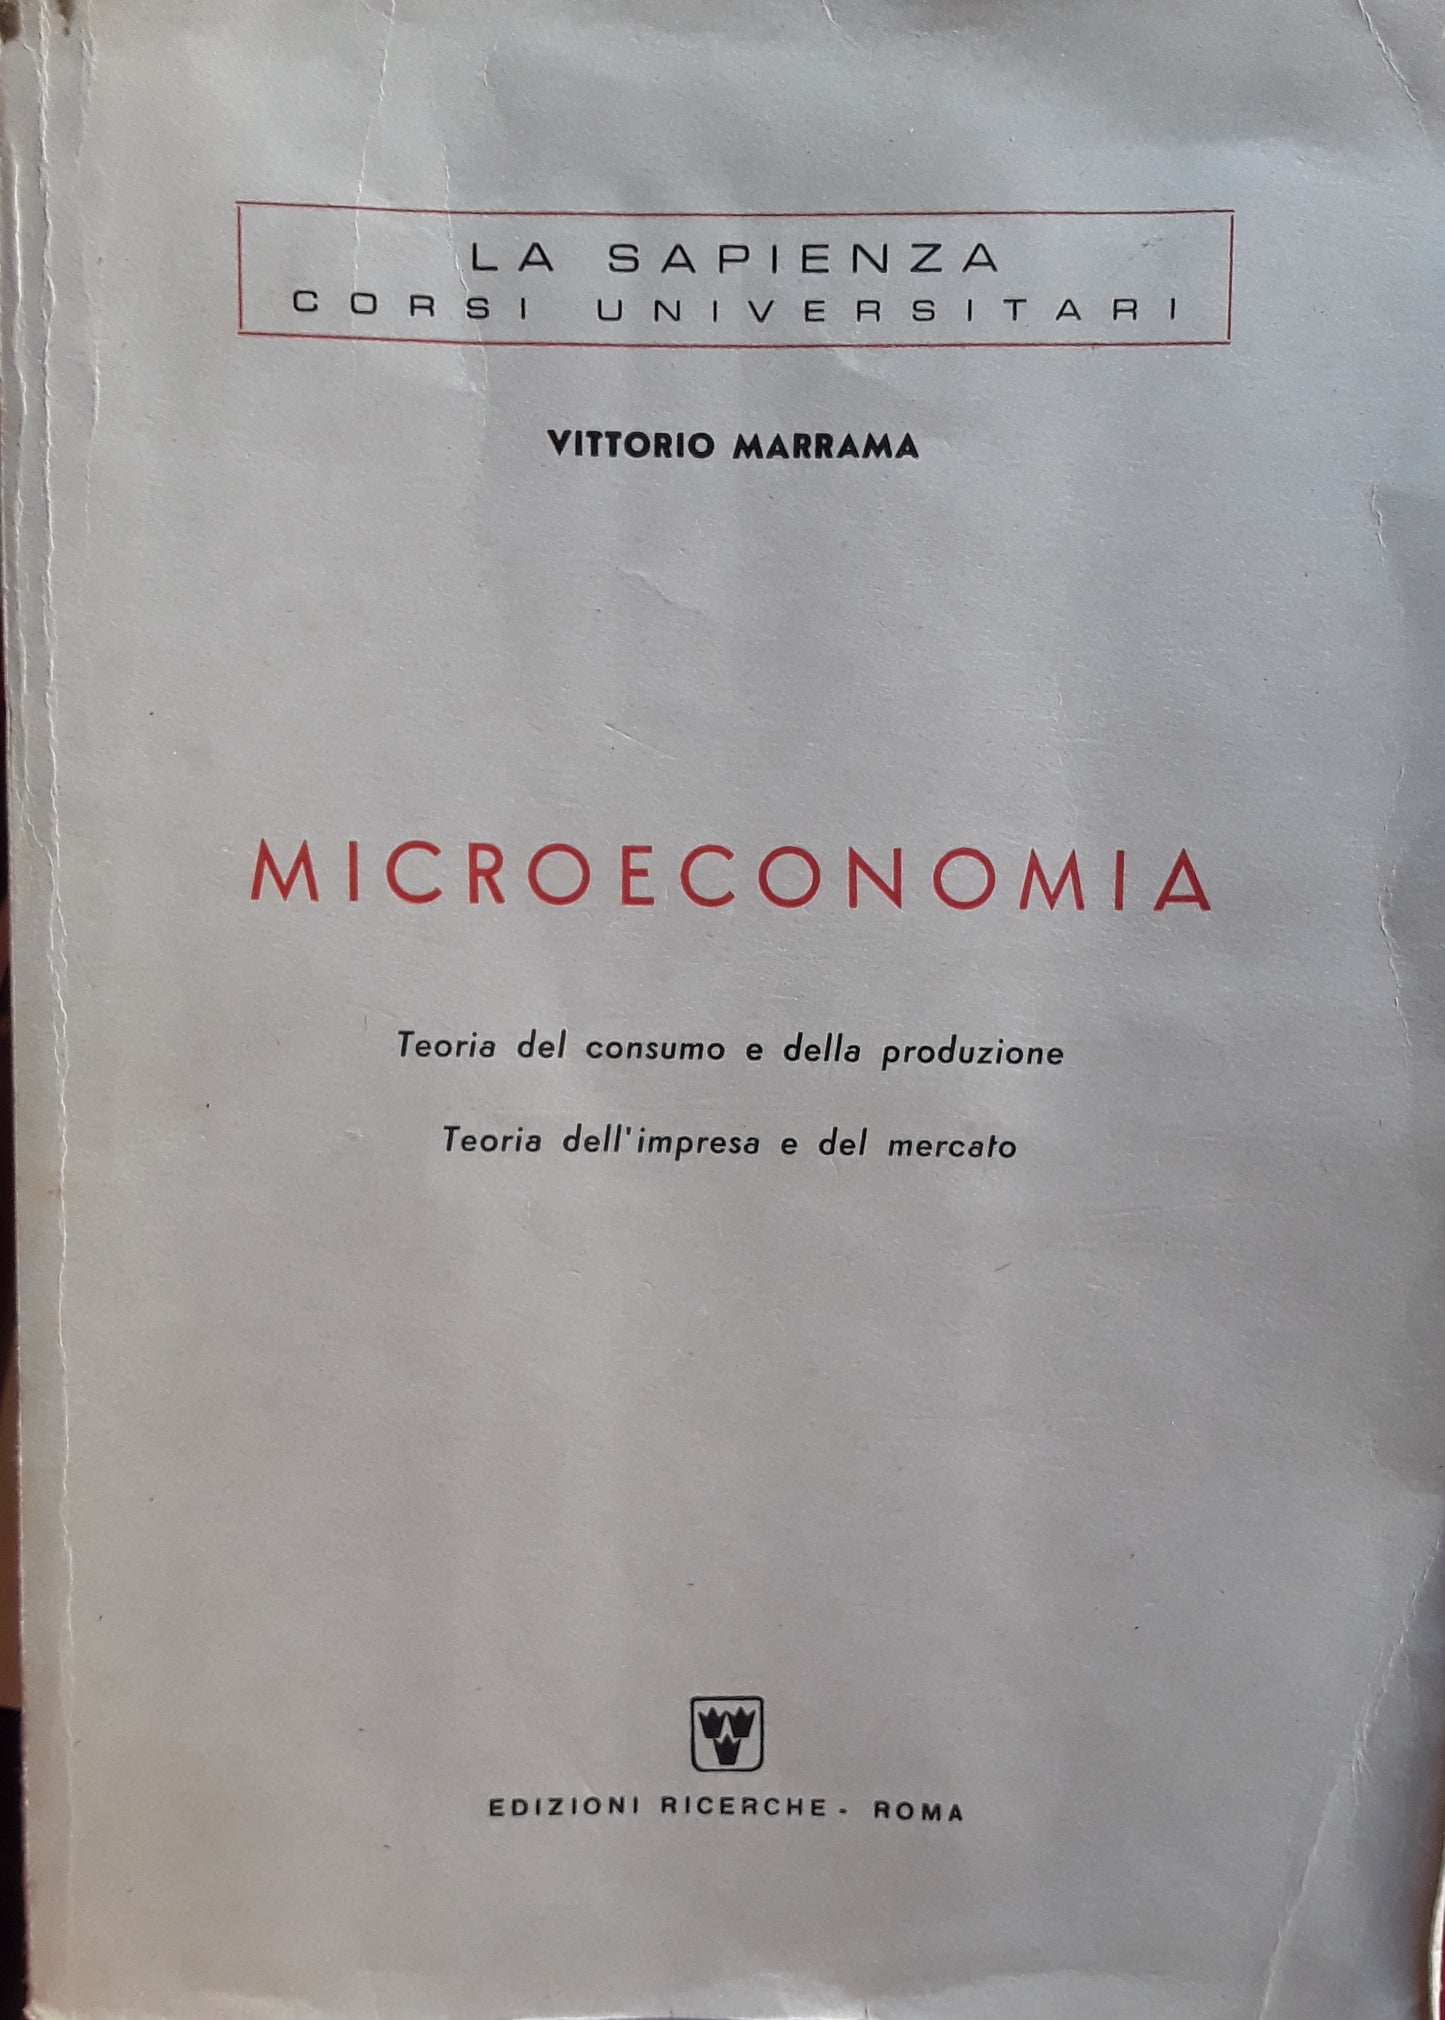 LA SAPIENZA
CORSI UNIVERSITARI
VITTORIO MARRAMA
MICROECONOMIA
Teoria del consumo e della produzione
Teoria dell'impresa e del mercato
EDIZIONI RICERCHE - ROMA